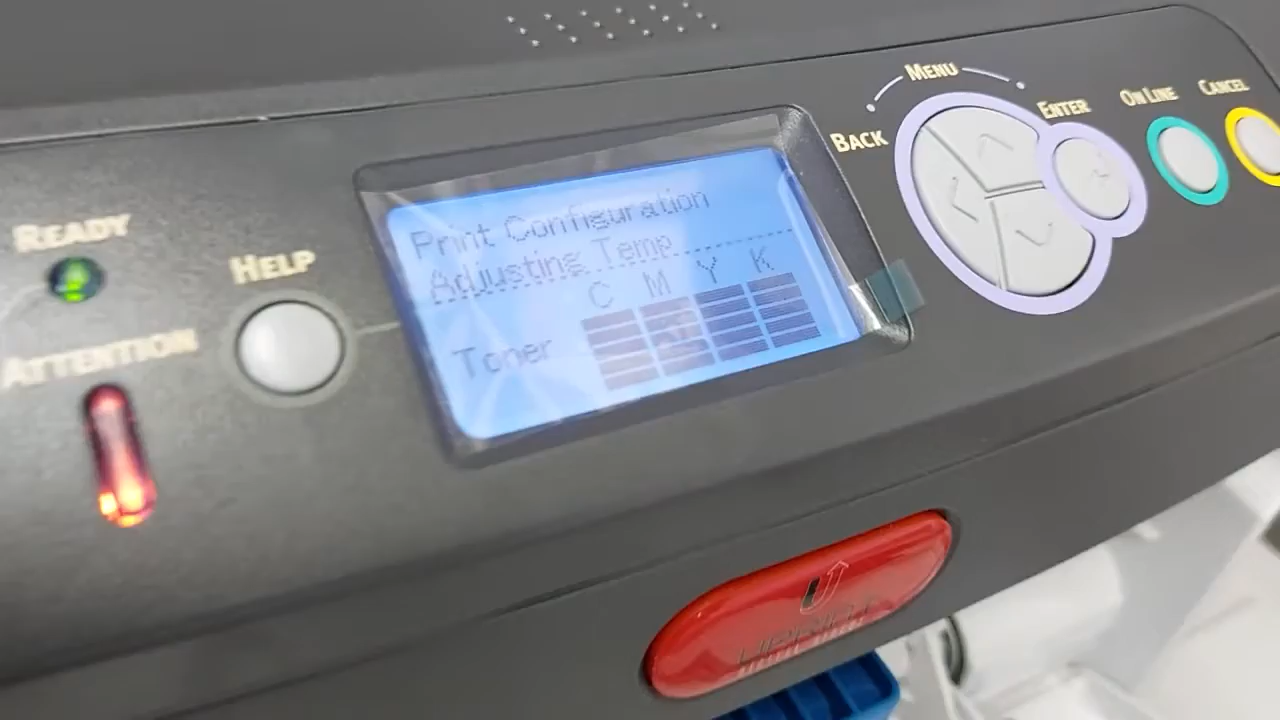 MENU
BACK
ENTER
ON LINE
CANCEL
READY
HELP
ATTENTION
Print Configuration
Adjusting Temp
C M Y K
Toner